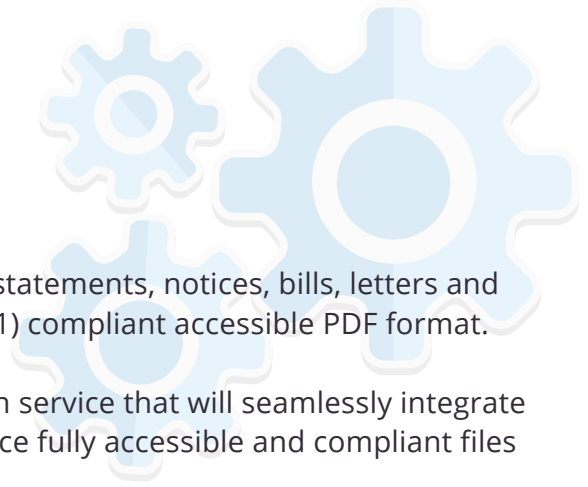 statements, notices, bills, letters and
1) compliant accessible PDF format.
n service that will seamlessly integrate
ce fully accessible and compliant files